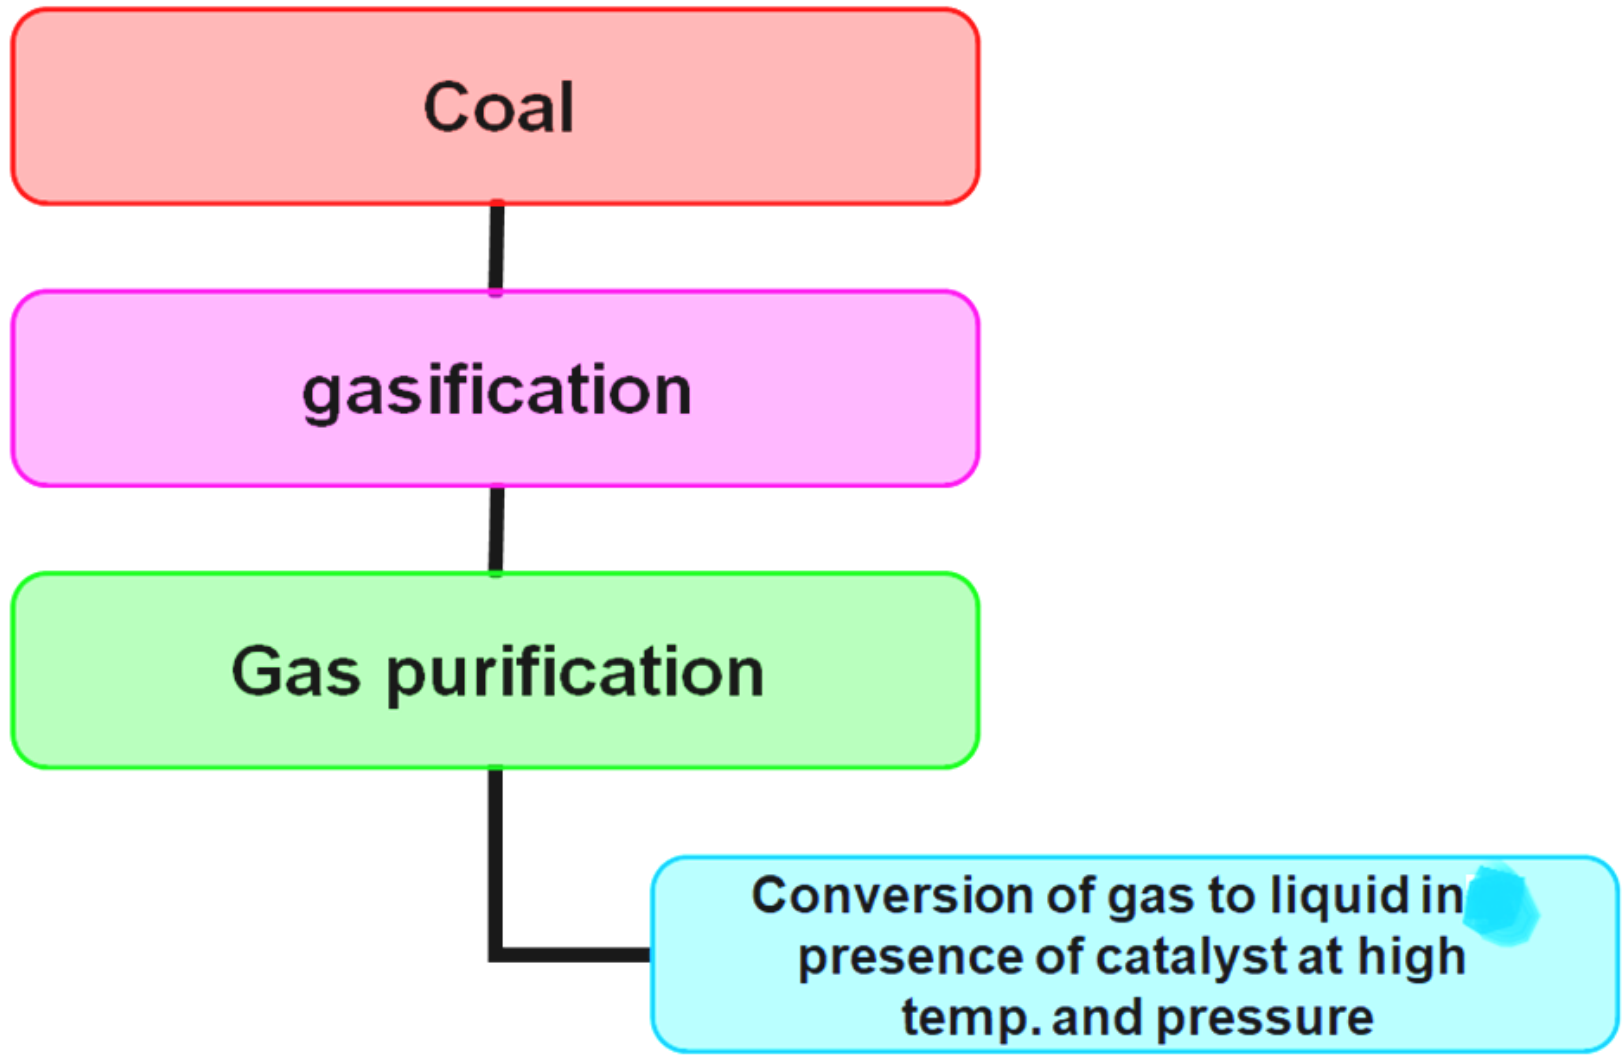 Coal
gasification
Gas purification
Conversion of gas to liquid in
presence of catalyst at high
temp. and pressure